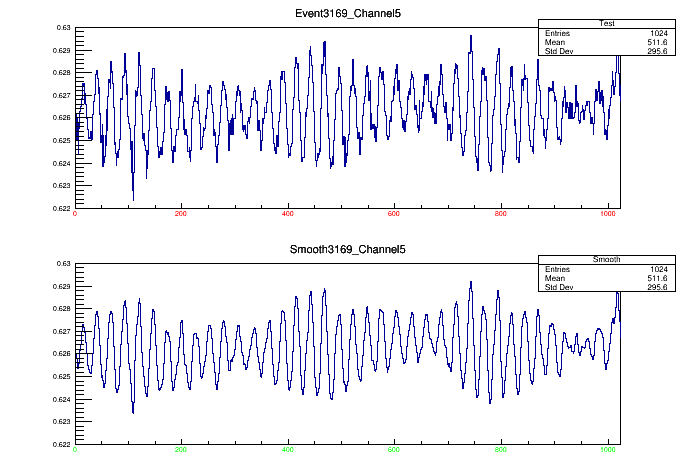 Event3169_Channel5
Test
Entries 1024
Mean 511.6
Std Dev 295.6
0.63
0.629
0.628
0.627
0.626
0.625
0.624
0.623
0.622
0 200 400 600 800 1000
Smooth3169_Channel5
Smooth
Entries 1024
Mean 511.6
Std Dev 295.6
0.63
0.629
0.628
0.627
0.626
0.625
0.624
0.623
0.622
0 200 400 600 800 1000